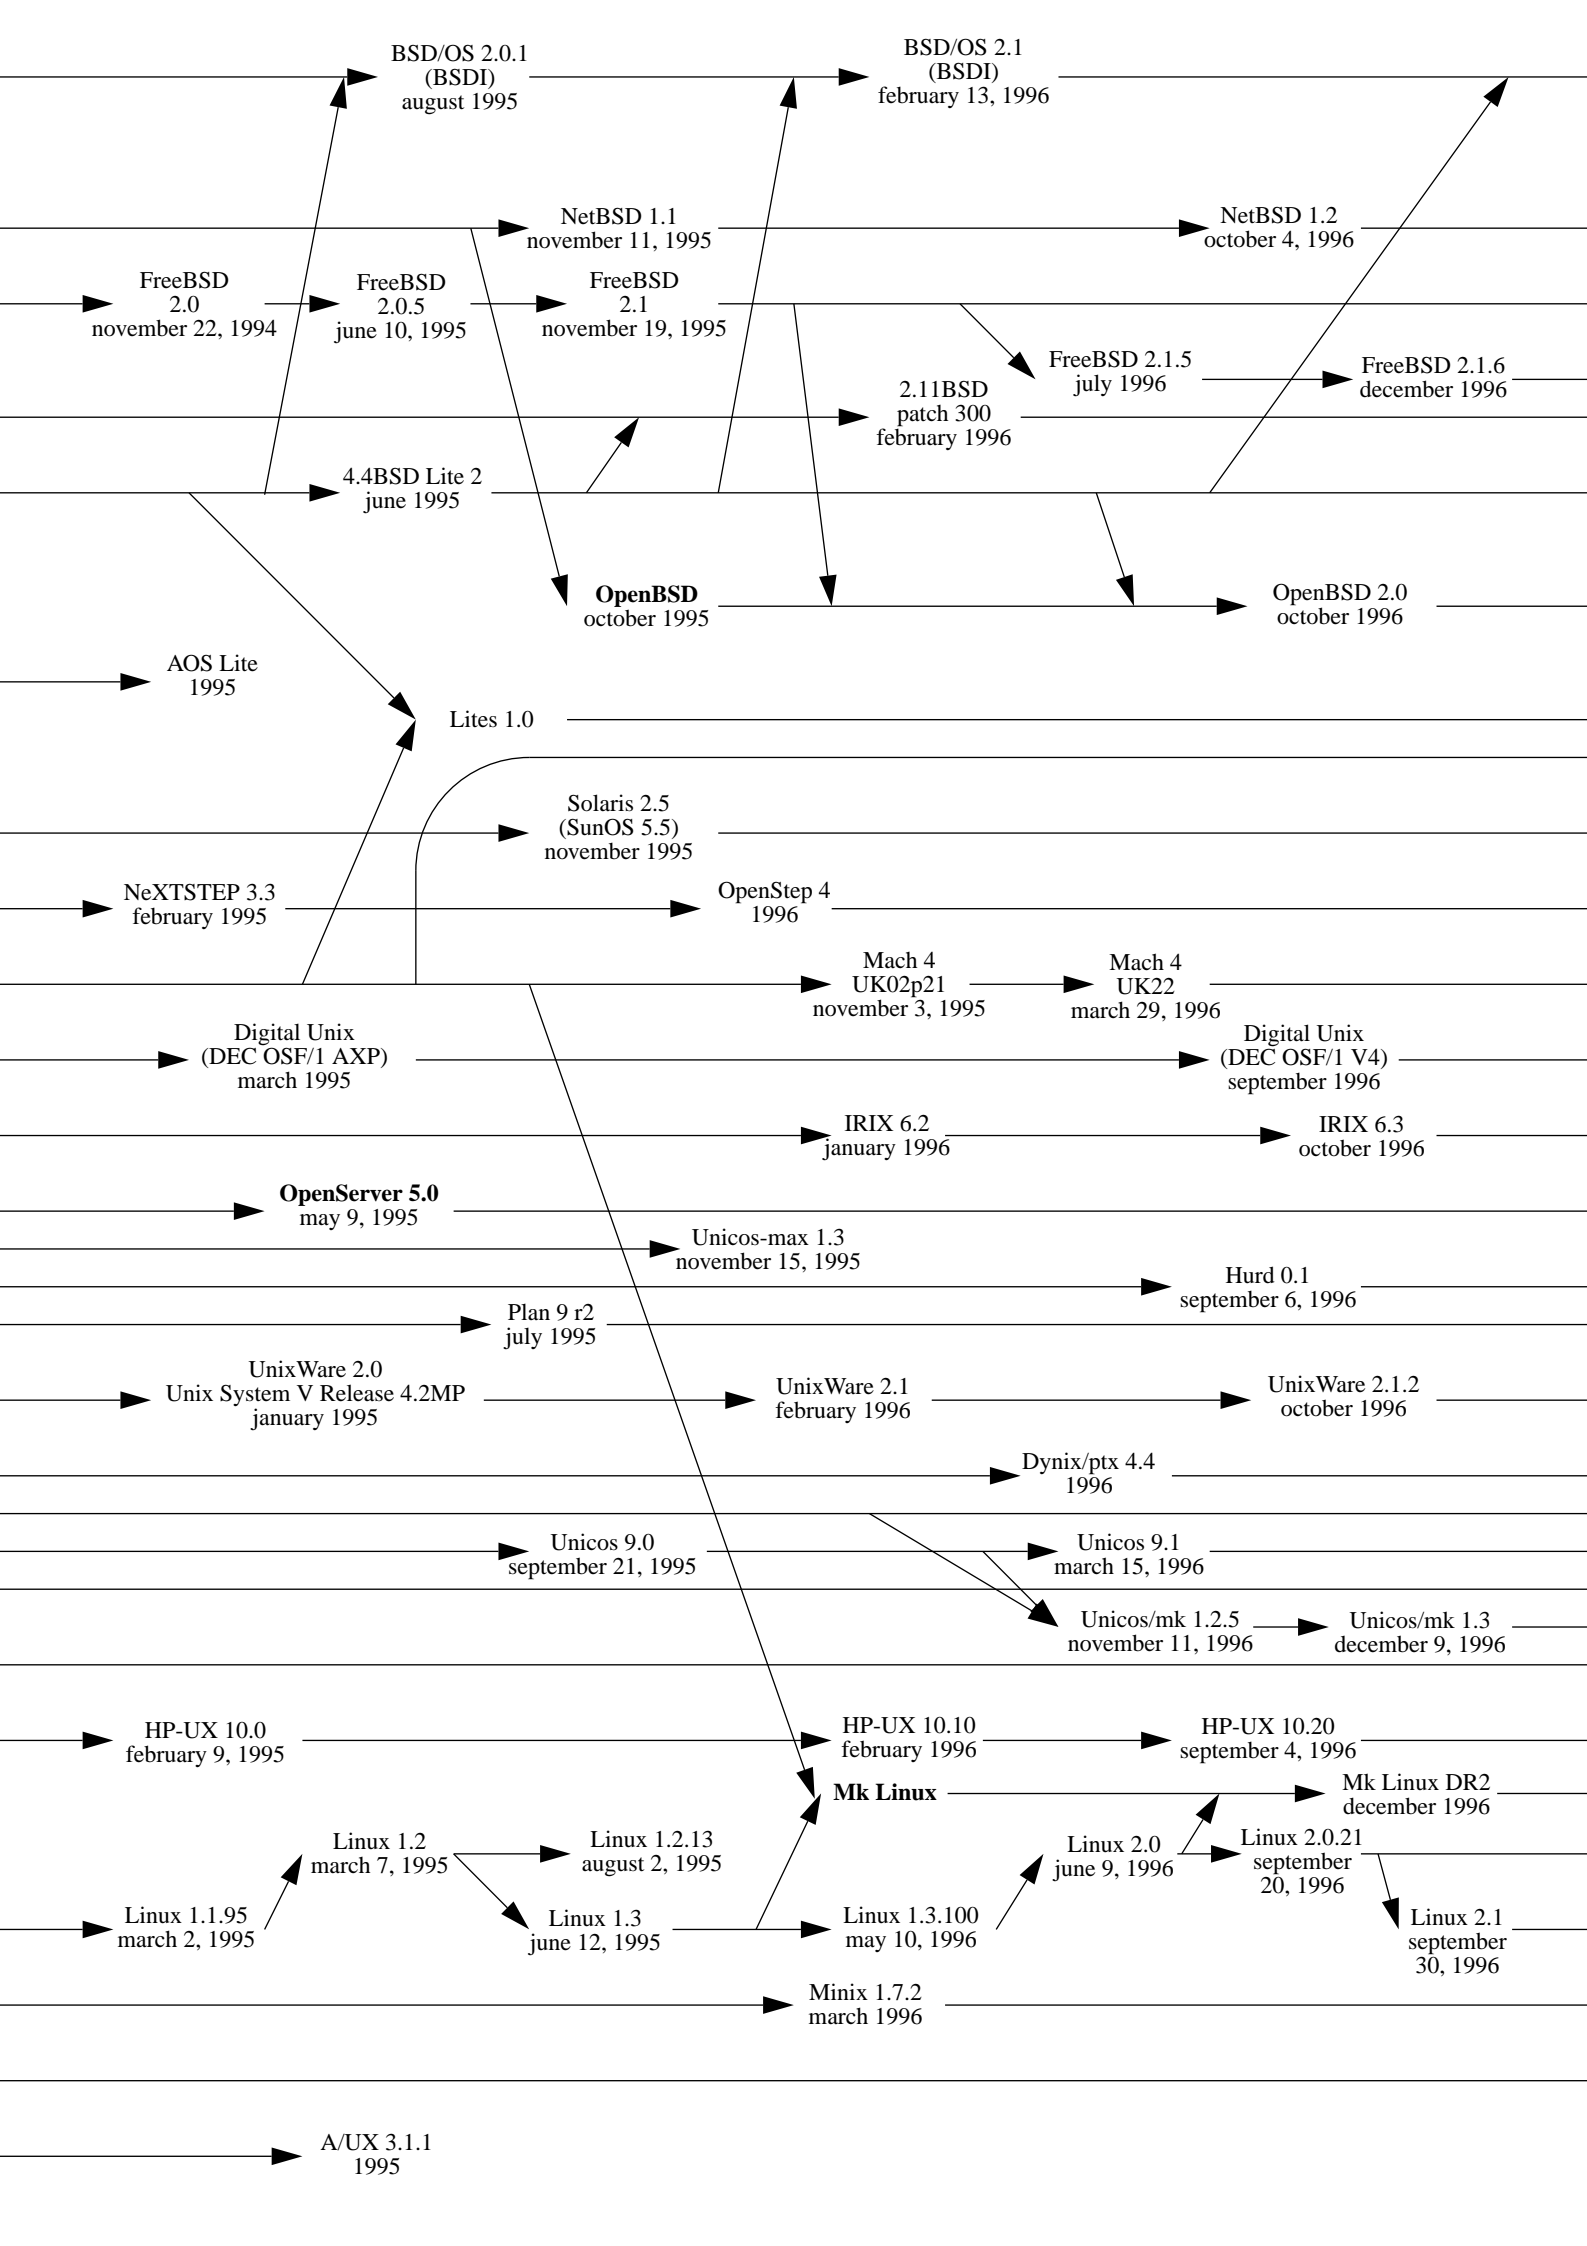 BSD/OS 2.0.1
(BSDI)
august 1995
BSD/OS 2.1
(BSDI)
february 13, 1996
NetBSD 1.1
november 11, 1995
NetBSD 1.2
october 4, 1996
FreeBSD
2.0
november 22, 1994
FreeBSD
2.0.5
june 10, 1995
FreeBSD
2.1
november 19, 1995
FreeBSD 2.1.5
july 1996
FreeBSD 2.1.6
december 1996
2.11BSD
patch 300
february 1996
4.4BSD Lite 2
june 1995
OpenBSD
october 1995
OpenBSD 2.0
october 1996
AOS Lite
1995
Lites 1.0
Solaris 2.5
(SunOS 5.5)
november 1995
NeXTSTEP 3.3
february 1995
OpenStep 4
1996
Mach 4
UK02p21
november 3, 1995
Mach 4
UK22
march 29, 1996
Digital Unix
(DEC OSF/1 AXP)
march 1995
Digital Unix
(DEC OSF/1 V4)
september 1996
IRIX 6.2
january 1996
IRIX 6.3
october 1996
OpenServer 5.0
may 9, 1995
Unicos-max 1.3
november 15, 1995
Hurd 0.1
september 6, 1996
Plan 9 r2
july 1995
UnixWare 2.0
Unix System V Release 4.2MP
january 1995
UnixWare 2.1
february 1996
UnixWare 2.1.2
october 1996
Dynix/ptx 4.4
1996
Unicos 9.0
september 21, 1995
Unicos 9.1
march 15, 1996
Unicos/mk 1.2.5
november 11, 1996
Unicos/mk 1.3
december 9, 1996
HP-UX 10.0
february 9, 1995
HP-UX 10.10
february 1996
HP-UX 10.20
september 4, 1996
Mk Linux
Mk Linux DR2
december 1996
Linux 1.2
march 7, 1995
Linux 1.2.13
august 2, 1995
Linux 2.0
june 9, 1996
Linux 2.0.21
september
20, 1996
Linux 1.1.95
march 2, 1995
Linux 1.3
june 12, 1995
Linux 1.3.100
may 10, 1996
Linux 2.1
september
30, 1996
Minix 1.7.2
march 1996
A/UX 3.1.1
1995